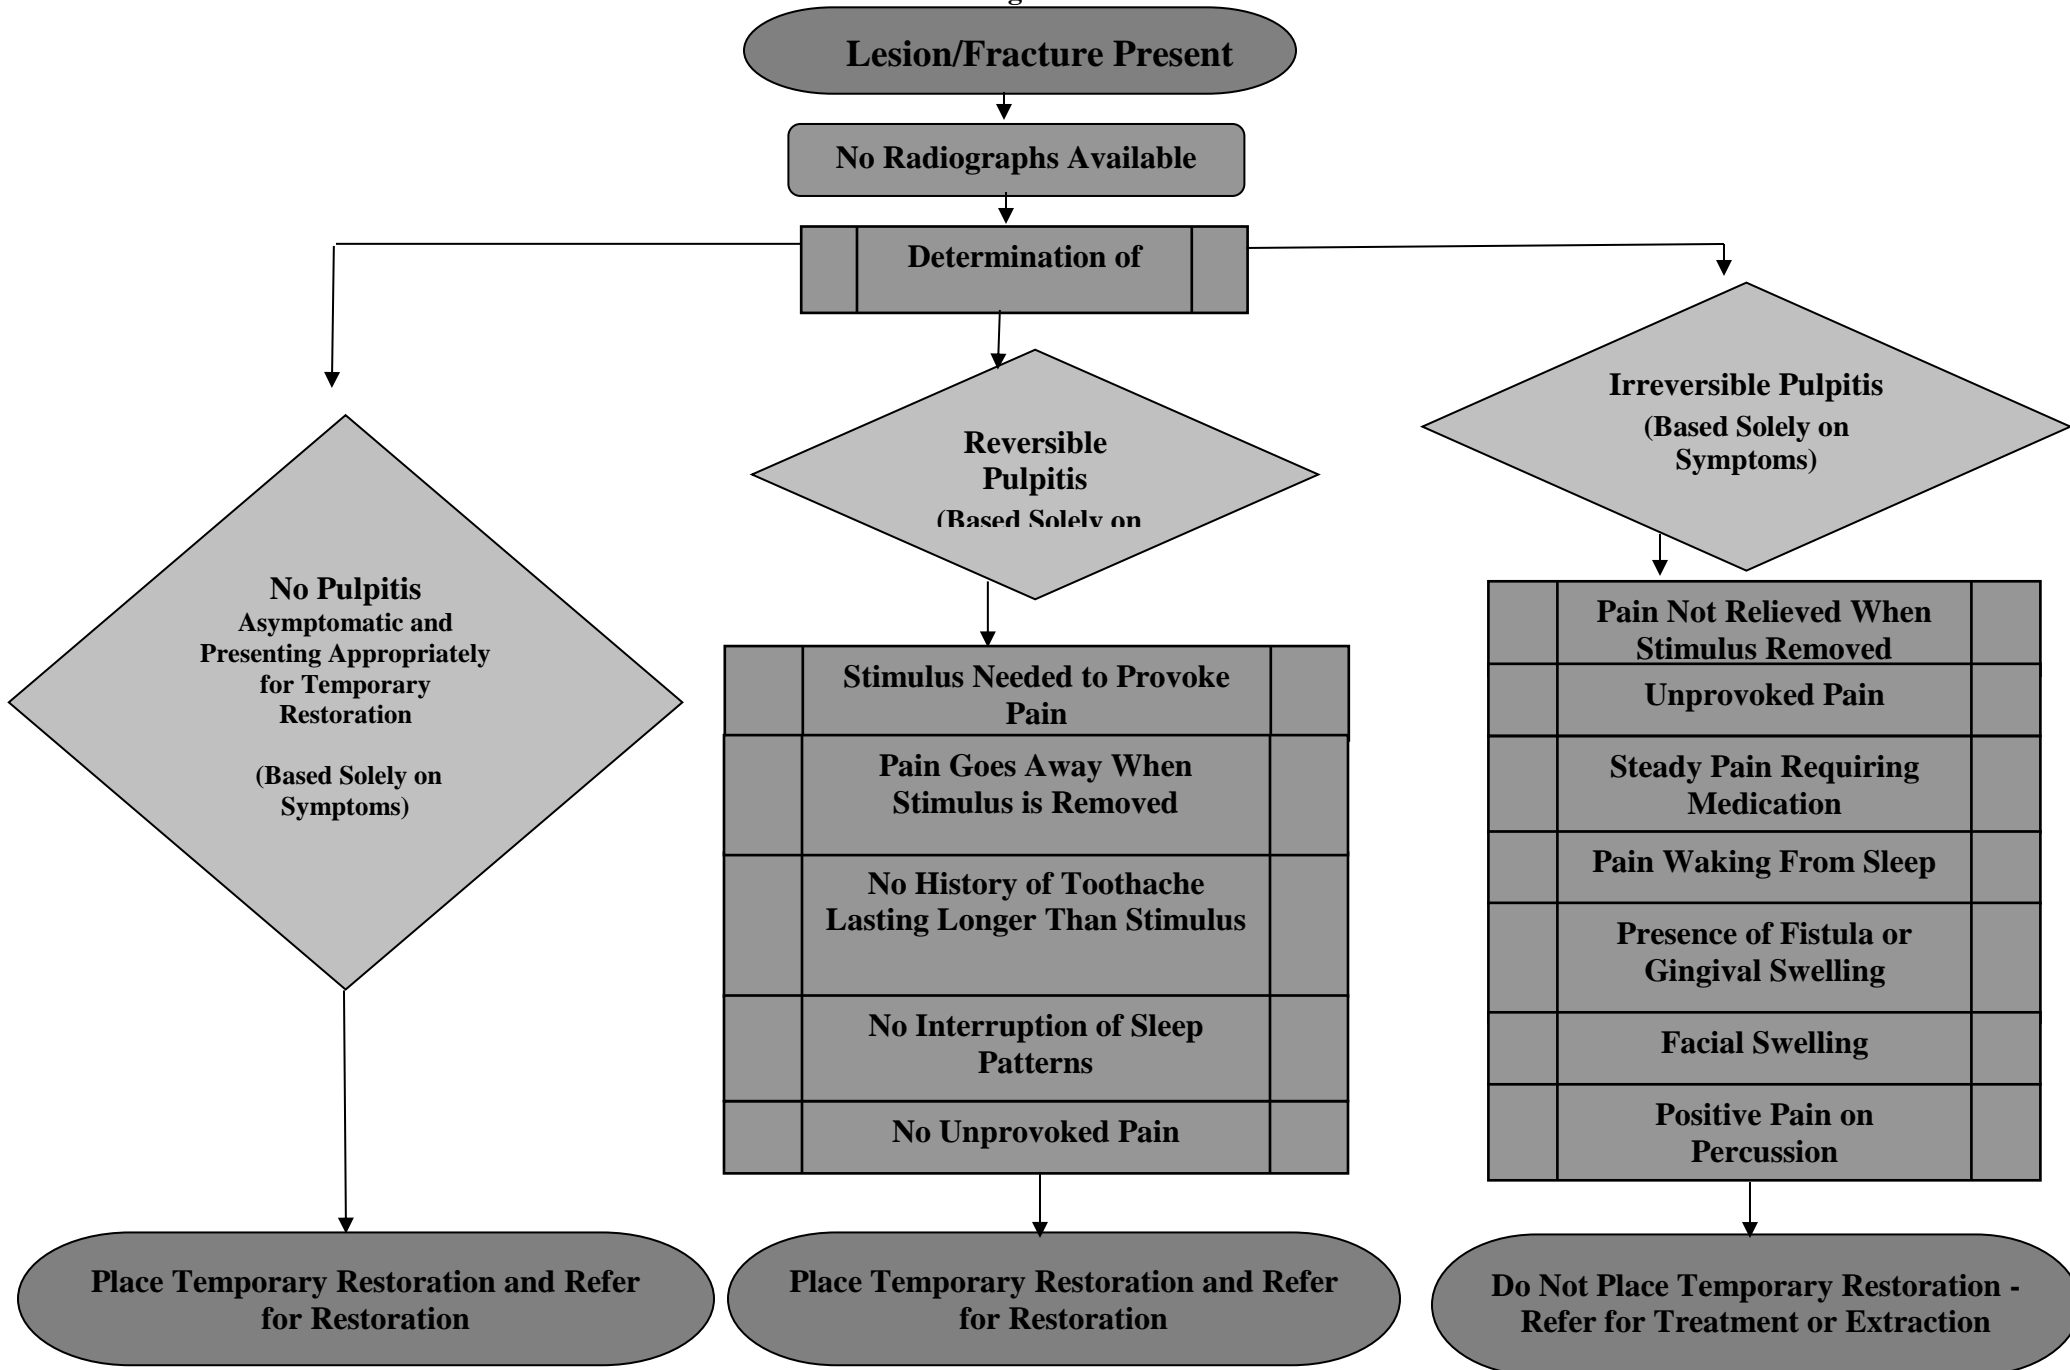 Lesion/Fracture Present
No Radiographs Available
Determination of
No Pulpitis
Asymptomatic and
Presenting Appropriately
for Temporary
Restoration
(Based Solely on
Symptoms)
Place Temporary Restoration and Refer
for Restoration
Reversible
Pulpitis
(Based Solely on
Stimulus Needed to Provoke
Pain
Pain Goes Away When
Stimulus is Removed
No History of Toothache
Lasting Longer Than Stimulus
No Interruption of Sleep
Patterns
No Unprovoked Pain
Place Temporary Restoration and Refer
for Restoration
Irreversible Pulpitis
(Based Solely on
Symptoms)
Pain Not Relieved When
Stimulus Removed
Unprovoked Pain
Steady Pain Requiring
Medication
Pain Waking From Sleep
Presence of Fistula or
Gingival Swelling
Facial Swelling
Positive Pain on
Percussion
Do Not Place Temporary Restoration -
Refer for Treatment or Extraction